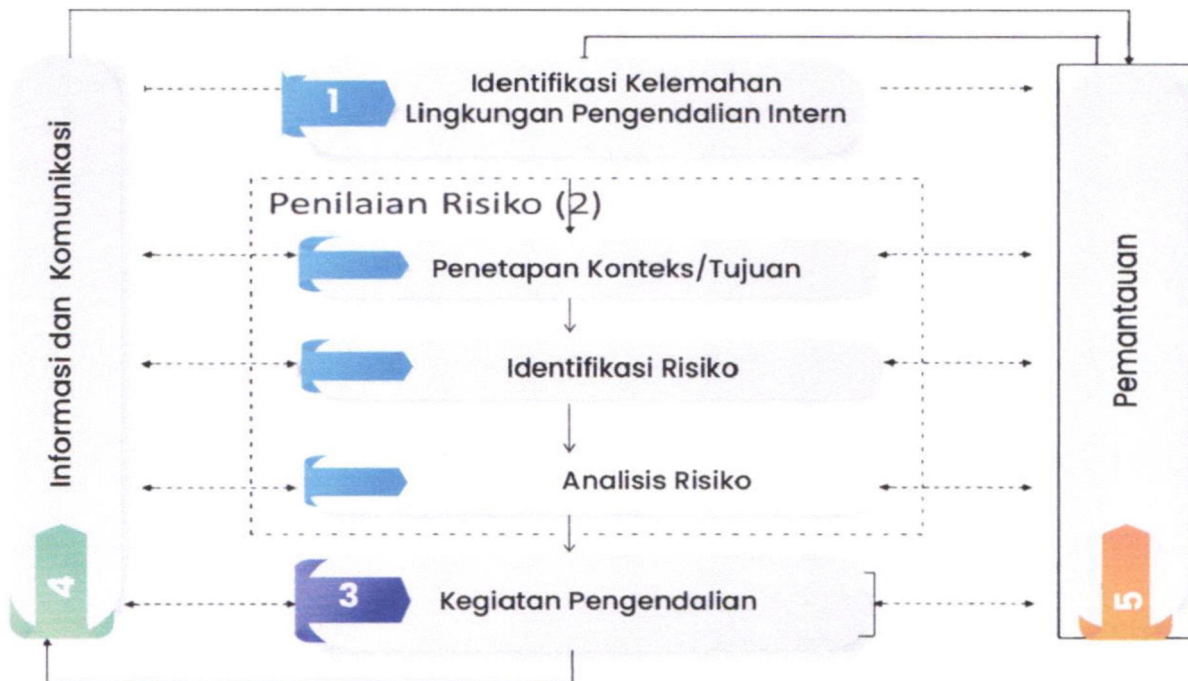 1
Identifikasi Kelemahan
Lingkungan Pengendalian Intern
Penilaian Risiko (2)
Penetapan Konteks/Tujuan
Identifikasi Risiko
Analisis Risiko
3
Kegiatan Pengendalian
Informasi dan Komunikasi
4
Pemantauan
5